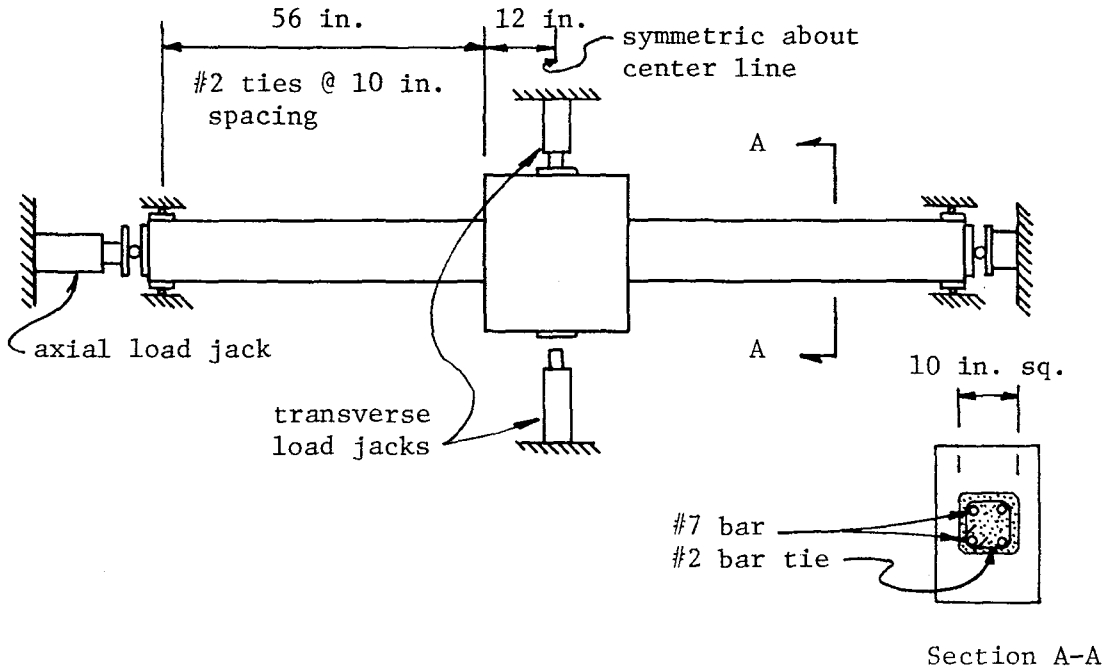 56 in.
12 in.
symmetric about
center line
#2 ties @ 10 in.
spacing
A
axial load jack
A
10 in. sq.
transverse
load jacks
#7 bar
#2 bar tie
Section A-A